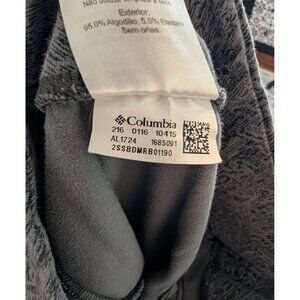 Não utilizar limpeza a seco
Exterior:
95.0% Algodão, 5.0% Elastano
Sem orlas.
Columbia
216 0116 10415
AL1724 1685091
2SSBDMRB01190